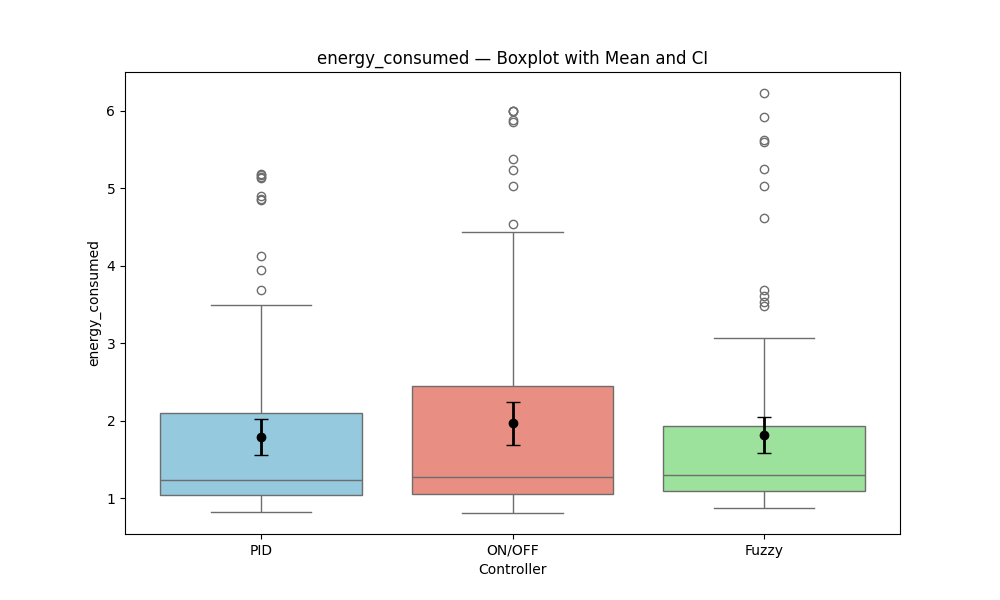 energy_consumed — Boxplot with Mean and CI
energy_consumed
6
5
4
3
2
1
PID
ON/OFF
Fuzzy
Controller